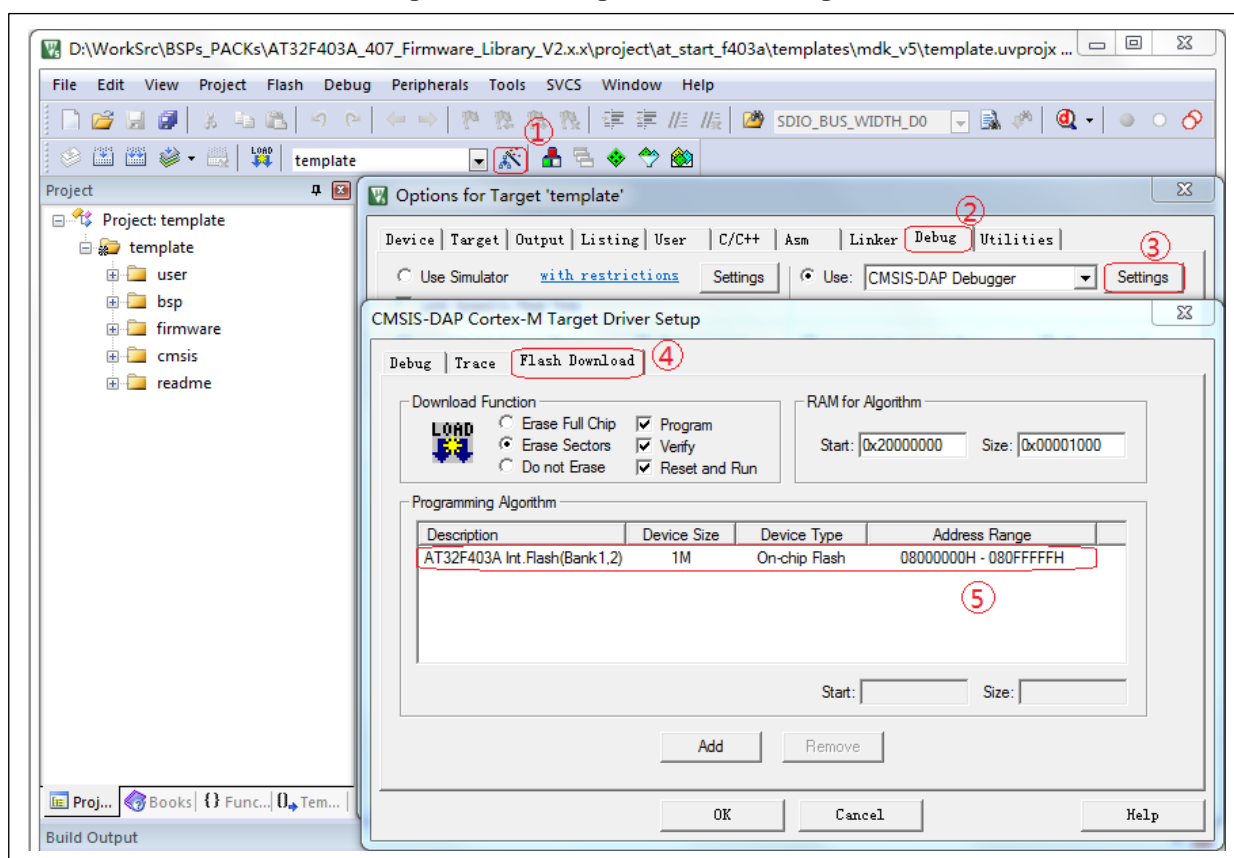 D:\WorkSrc\BSPs_PACKs\AT32F403A_407_Firmware_Library_V2.x.x\project\at_start_f403a\templates\mdk_v5\template.uvprojx ...
File Edit View Project Flash Debug Peripherals Tools SVCS Window Help
SDIO_BUS_WIDTH_D0
①
LOAD template
Project
Project: template
template
user
bsp
firmware
cmsis
readme
Options for Target 'template'
②
Device Target Output Listing User C/C++ Asm Linker Debug Utilities
③
Use Simulator with restrictions Settings Use: CMSIS-DAP Debugger Settings
CMSIS-DAP Cortex-M Target Driver Setup
Debug Trace Flash Download ④
Download Function RAM for Algorithm
LOAD Erase Full Chip Program
Erase Sectors Verify Start: 0x20000000 Size: 0x00001000
Do not Erase Reset and Run
Programming Algorithm
Description Device Size Device Type Address Range
AT32F403A Int.Flash(Bank1,2) 1M On-chip Flash 08000000H - 080FFFFFH
⑤
Start: Size:
Add Remove
OK Cancel Help
Proj... Books {} Func... 0 Tem...
Build Output